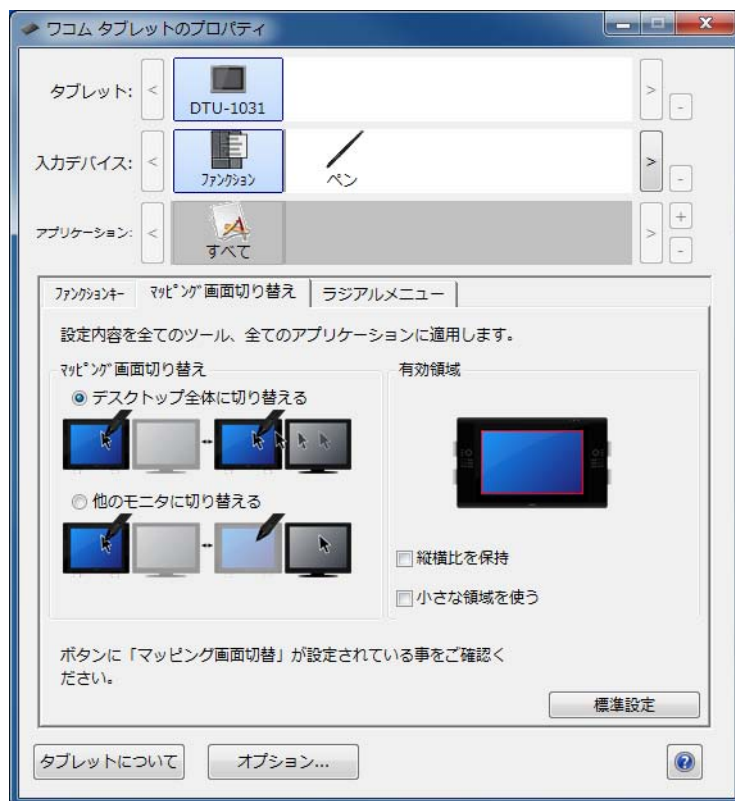 ワコム タブレットのプロパティ
タブレット:
<
DTU-1031
>
-
入力デバイス:
<
ファンクション
ペン
>
-
アプリケーション:
<
すべて
>
+
-
ファンクションキー マッピング画面切り替え ラジアルメニュー
設定内容を全てのツール、全てのアプリケーションに適用します。
マッピング画面切り替え
デスクトップ全体に切り替える
他のモニタに切り替える
有効領域
縦横比を保持
小さな領域を使う
ボタンに「マッピング画面切替」が設定されている事をご確認く
ださい。
標準設定
タブレットについて オプション... ?